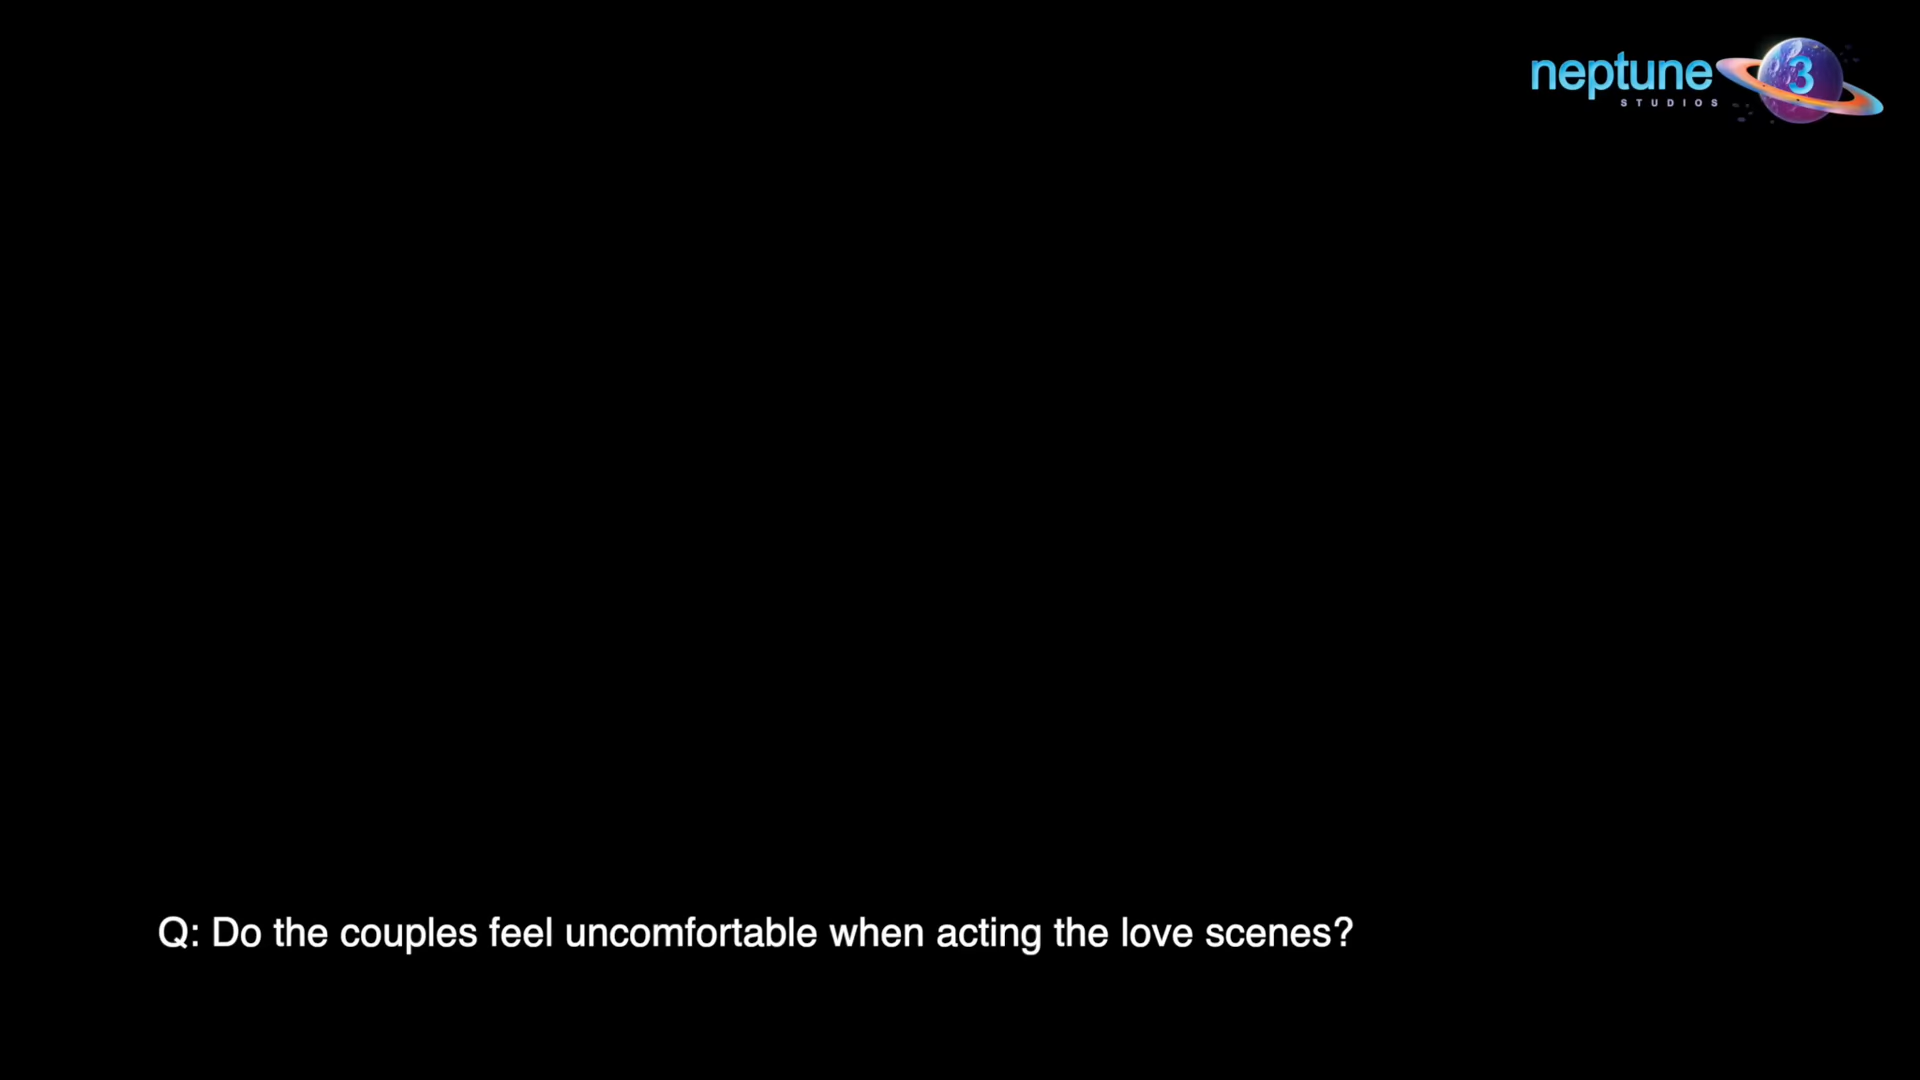 neptune 3
STUDIOS
Q: Do the couples feel uncomfortable when acting the love scenes?